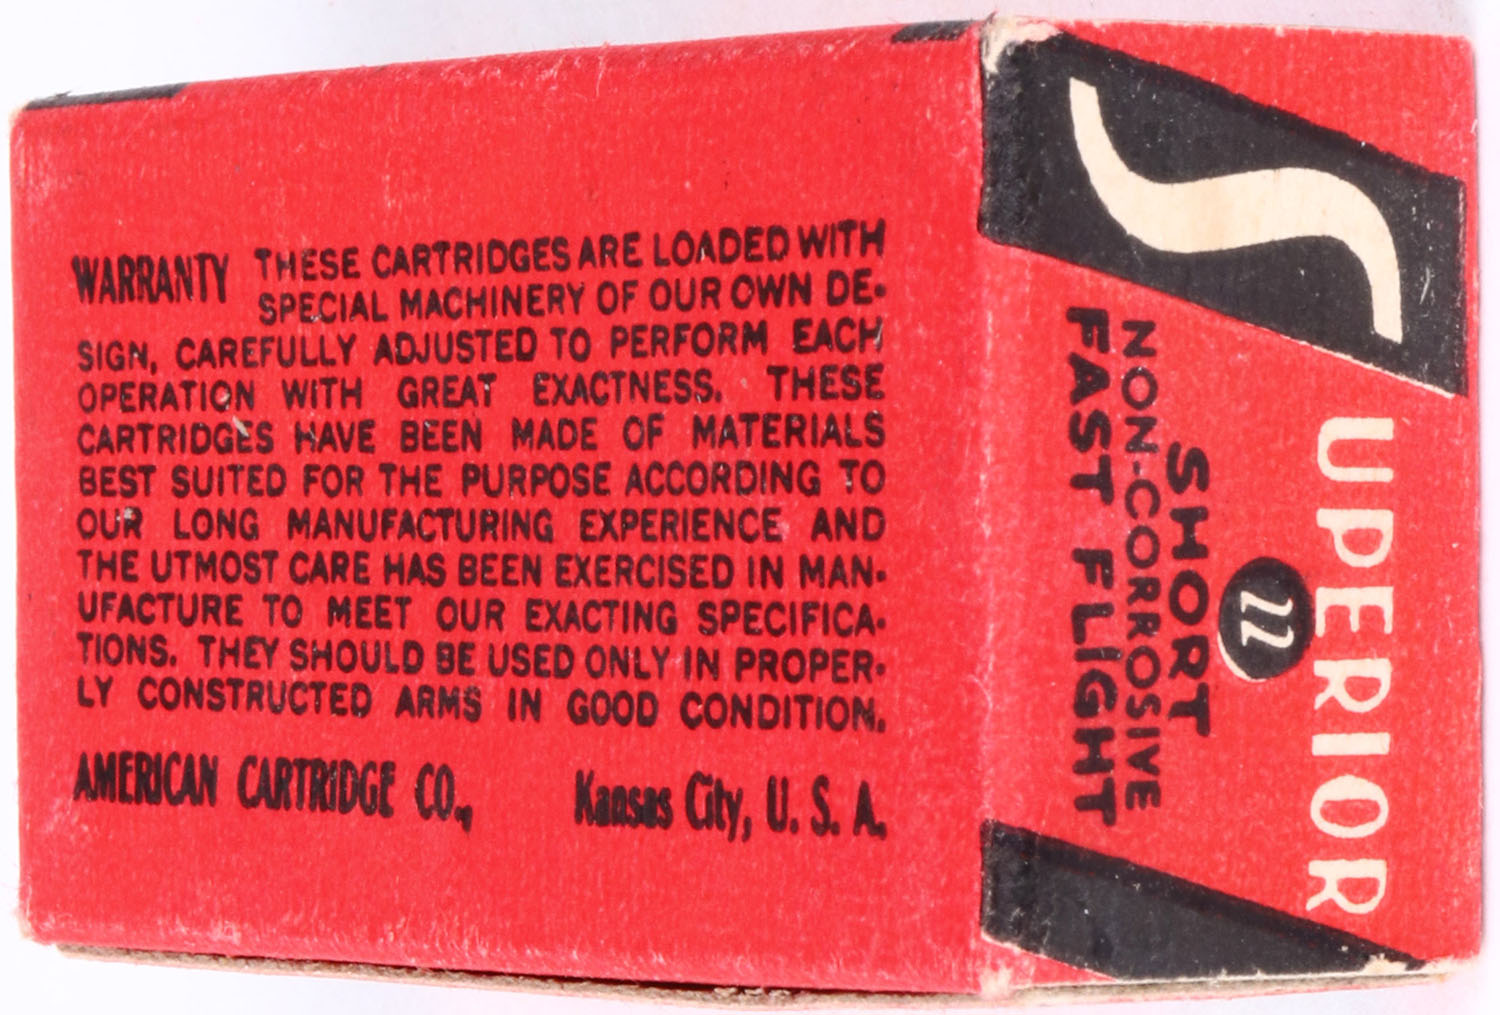 WARRANTY THESE CARTRIDGES ARE LOADED WITH
SPECIAL MACHINERY OF OUR OWN DE-
SIGN, CAREFULLY ADJUSTED TO PERFORM EACH
OPERATION WITH GREAT EXACTNESS. THESE
CARTRIDGES HAVE BEEN MADE OF MATERIALS
BEST SUITED FOR THE PURPOSE ACCORDING TO
OUR LONG MANUFACTURING EXPERIENCE AND
THE UTMOST CARE HAS BEEN EXERCISED IN MAN-
UFACTURE TO MEET OUR EXACTING SPECIFICA-
TIONS. THEY SHOULD BE USED ONLY IN PROPER-
LY CONSTRUCTED ARMS IN GOOD CONDITION.
AMERICAN CARTRIDGE CO., Kansas City, U. S. A.
SUPERIOR
22
SHORT
NON-CORROSIVE
FAST FLIGHT